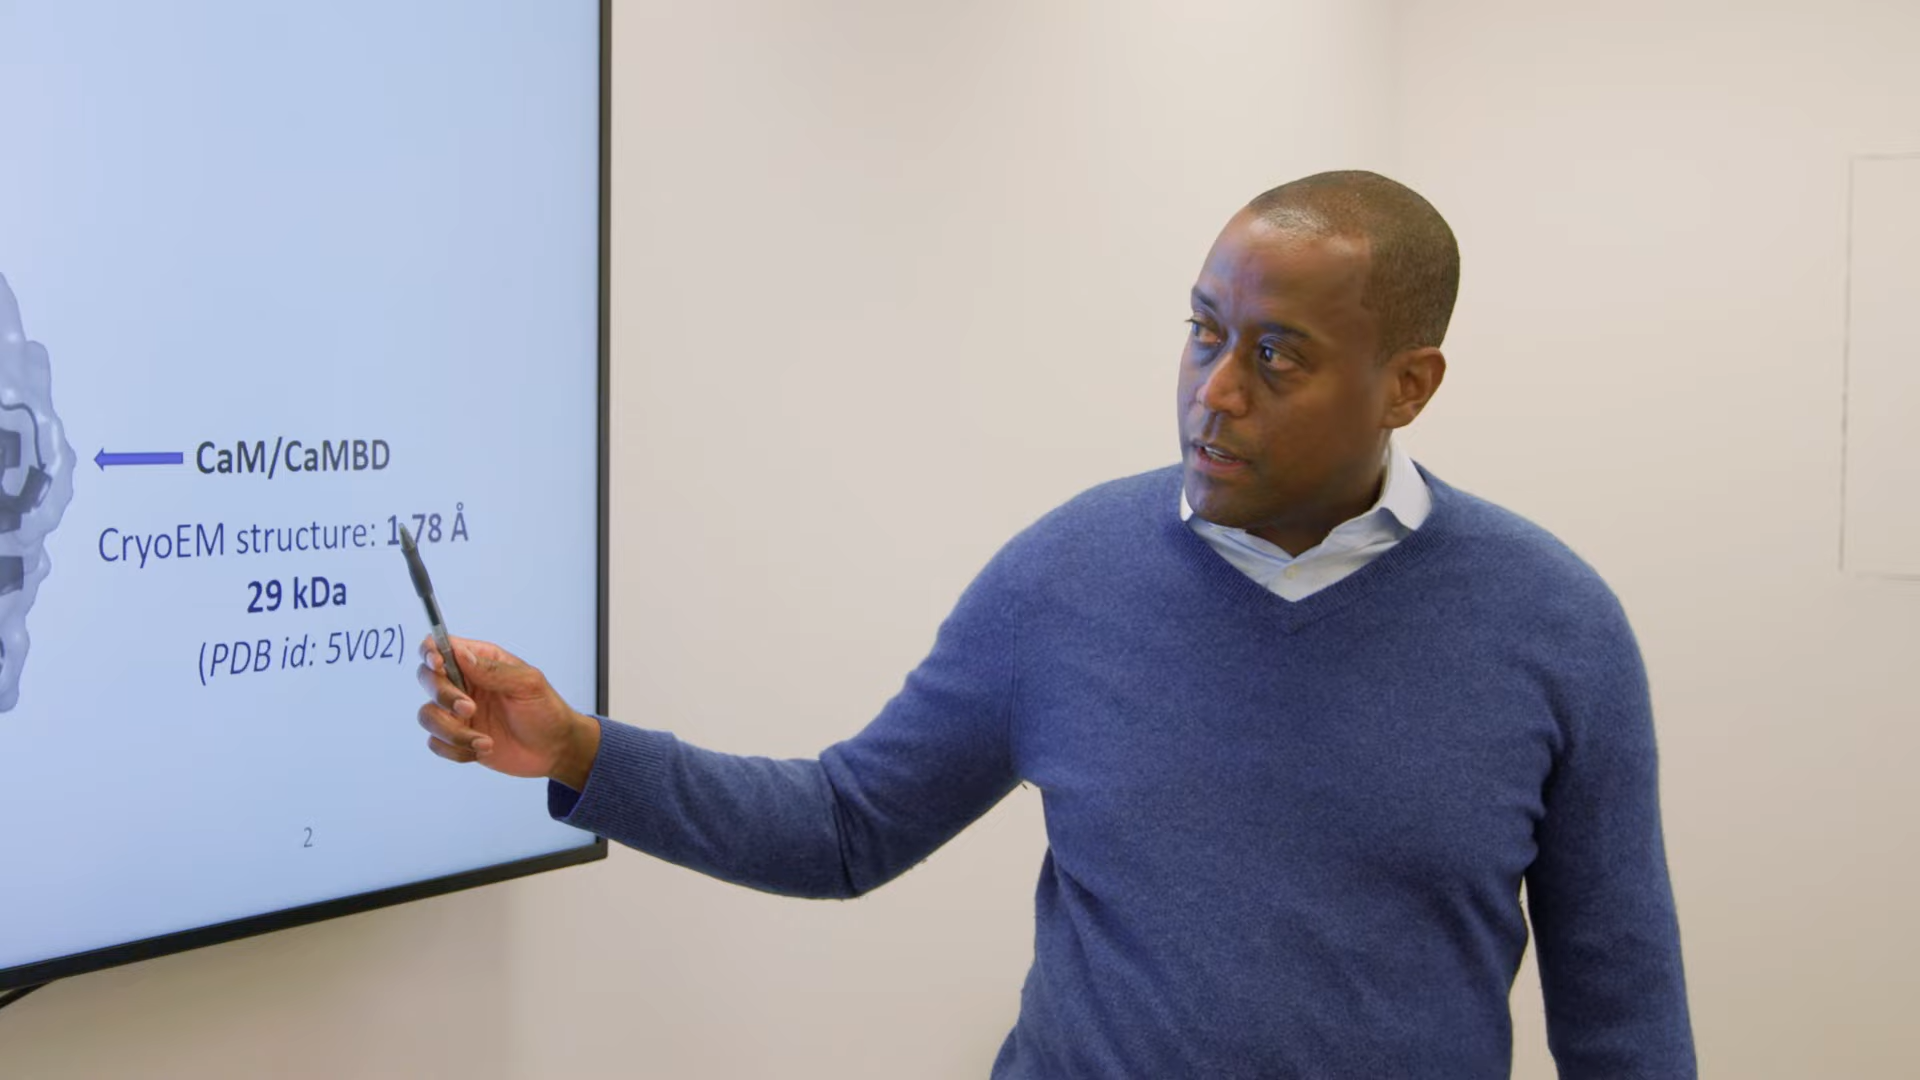 CaM/CaMBD
CryoEM structure: 1.78 Å
29 kDa
(PDB id: 5V02)
2